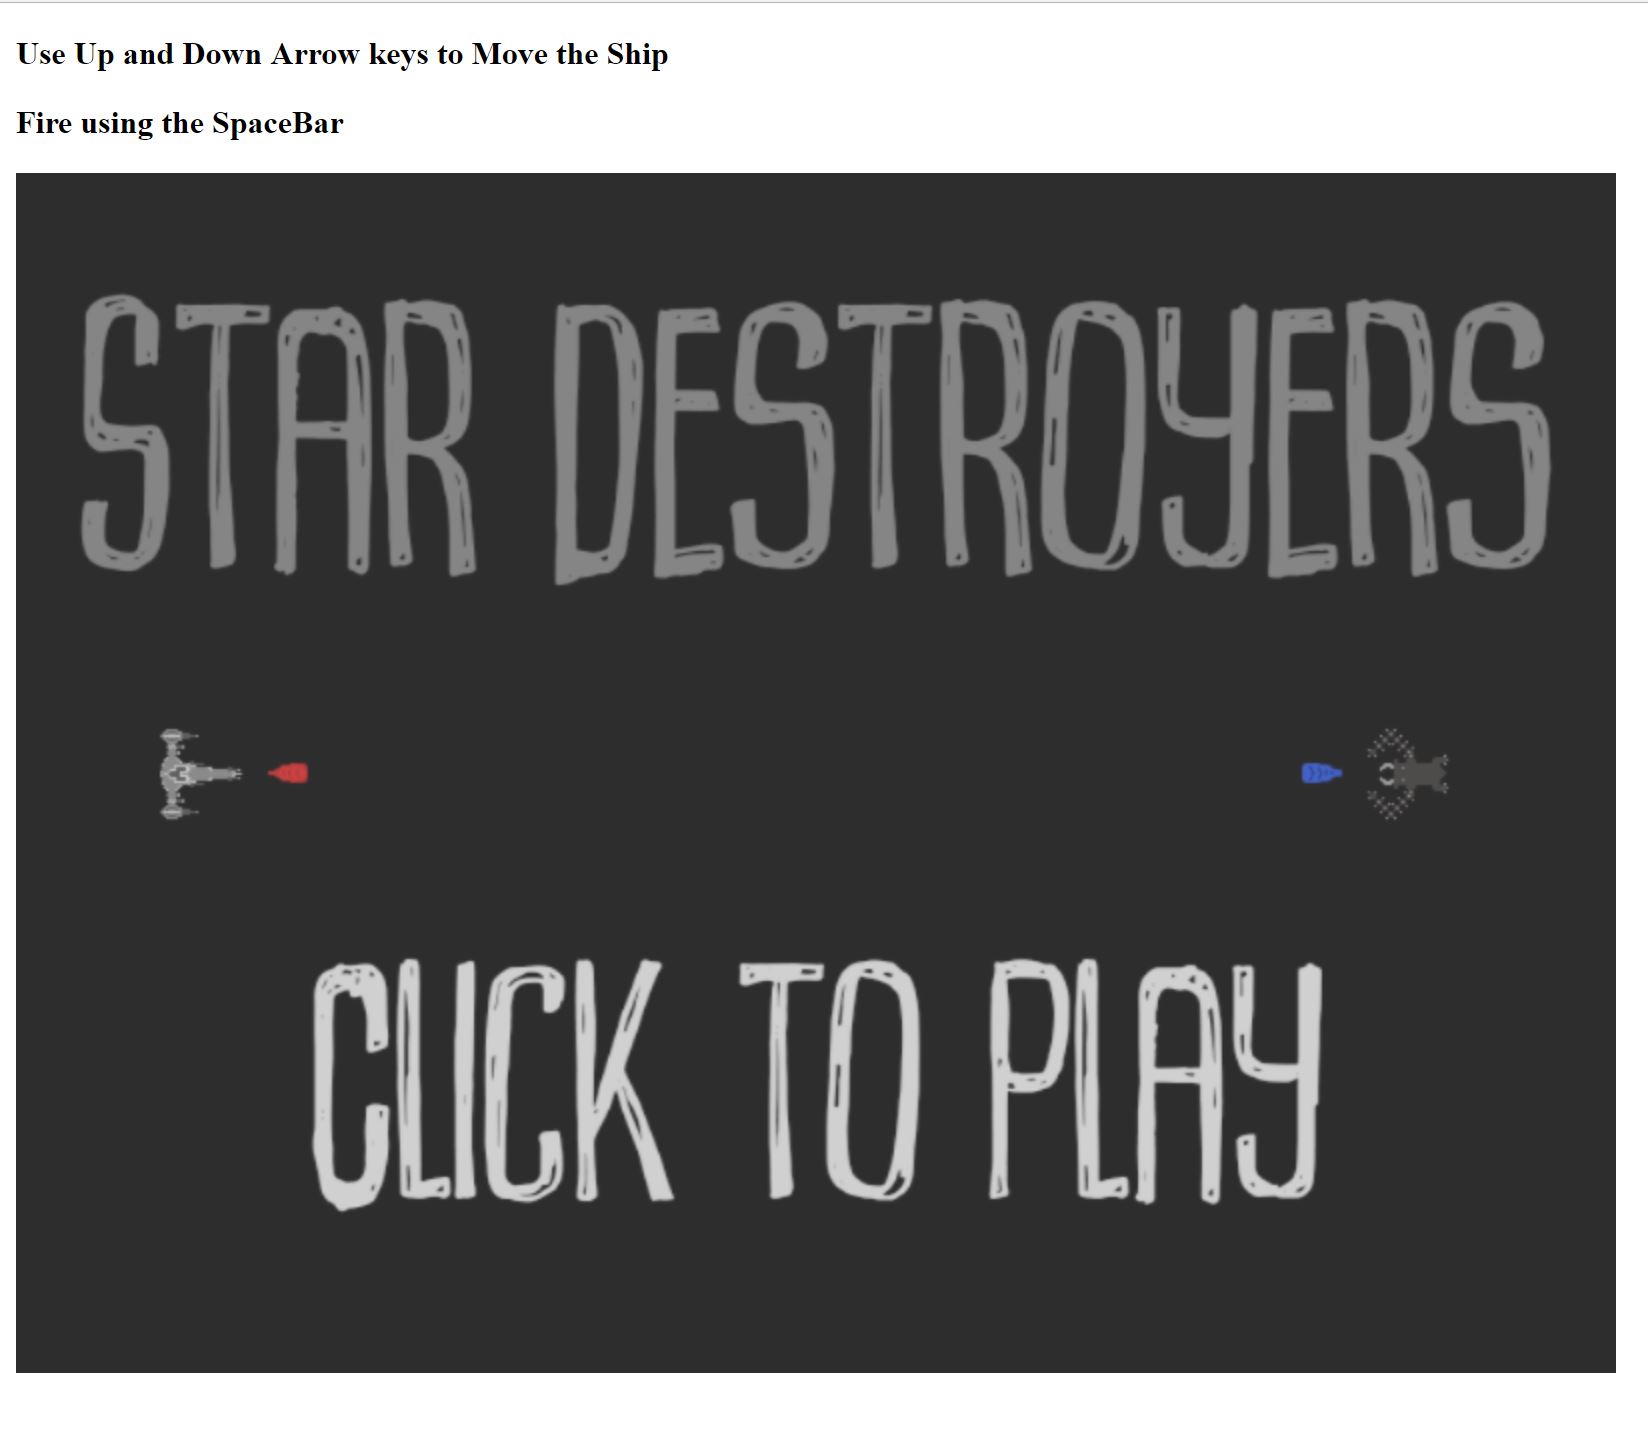 Use Up and Down Arrow keys to Move the Ship
Fire using the SpaceBar
STAR DESTROYERS
CLICK TO PLAY